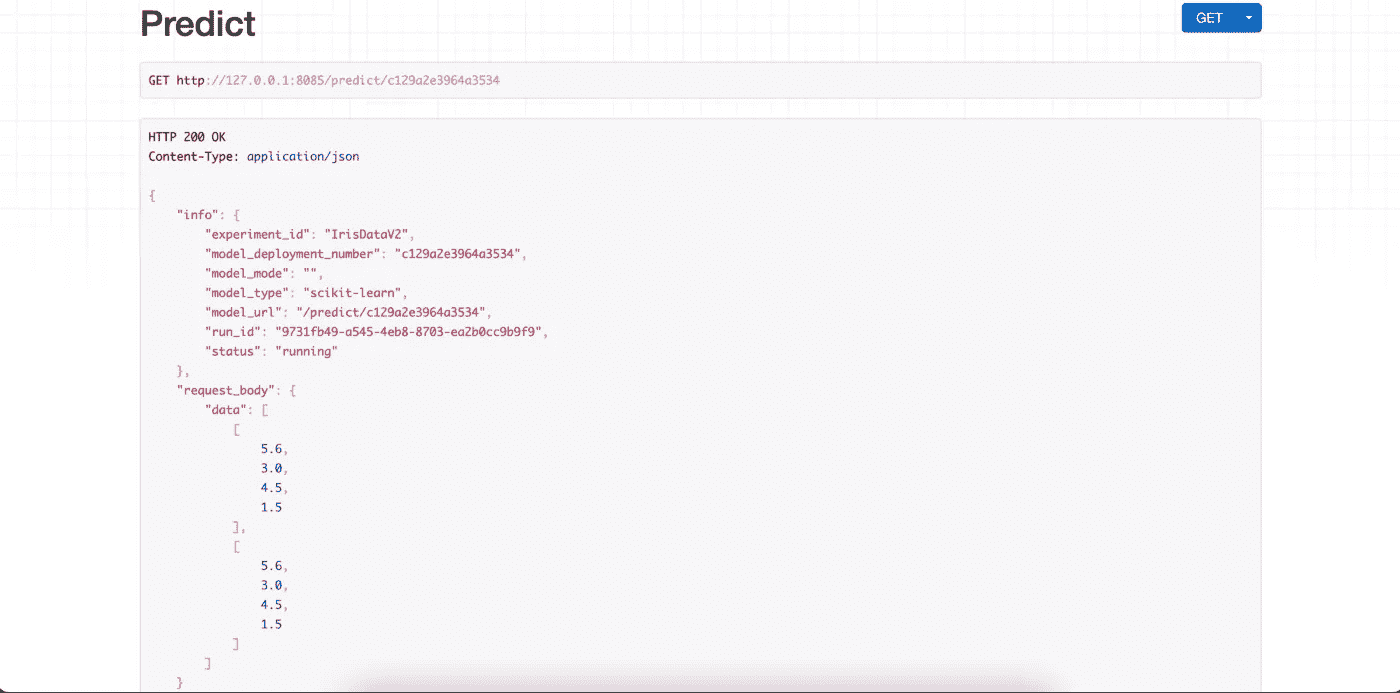 Predict
GET
GET http://127.0.0.1:8085/predict/c129a2e3964a3534
HTTP 200 OK
Content-Type: application/json
{
    "info": {
        "experiment_id": "IrisDataV2",
        "model_deployment_number": "c129a2e3964a3534",
        "model_mode": "",
        "model_type": "scikit-learn",
        "model_url": "/predict/c129a2e3964a3534",
        "run_id": "9731fb49-a545-4eb8-8703-ea2b0cc9b9f9",
        "status": "running"
    },
    "request_body": {
        "data": [
            [
                5.6,
                3.0,
                4.5,
                1.5
            ],
            [
                5.6,
                3.0,
                4.5,
                1.5
            ]
        ]
    }